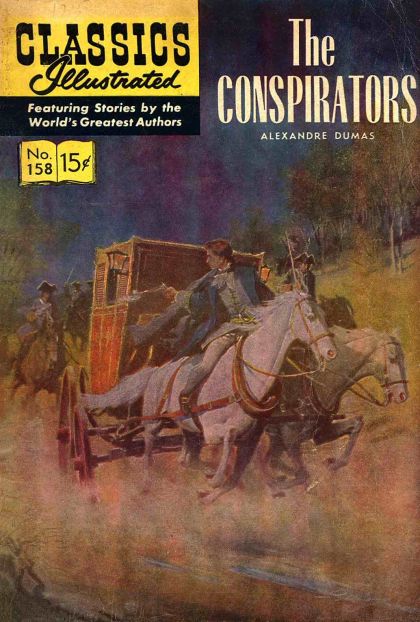 CLASSICS
Illustrated
Featuring Stories by the
World's Greatest Authors
No.
158
15¢
The
CONSPIRATORS
ALEXANDRE DUMAS